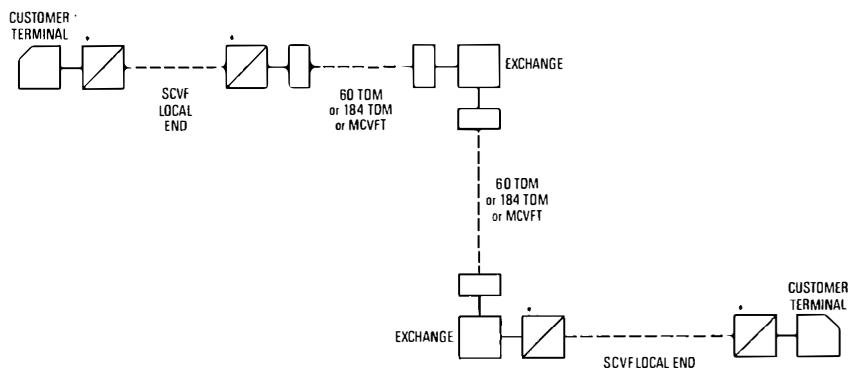 CUSTOMER
TERMINAL
SCVF
LOCAL
END
60 TDM
or 184 TDM
or MCVFT
EXCHANGE
60 TDM
or 184 TDM
or MCVFT
EXCHANGE
SCVF LOCAL END
CUSTOMER
TERMINAL